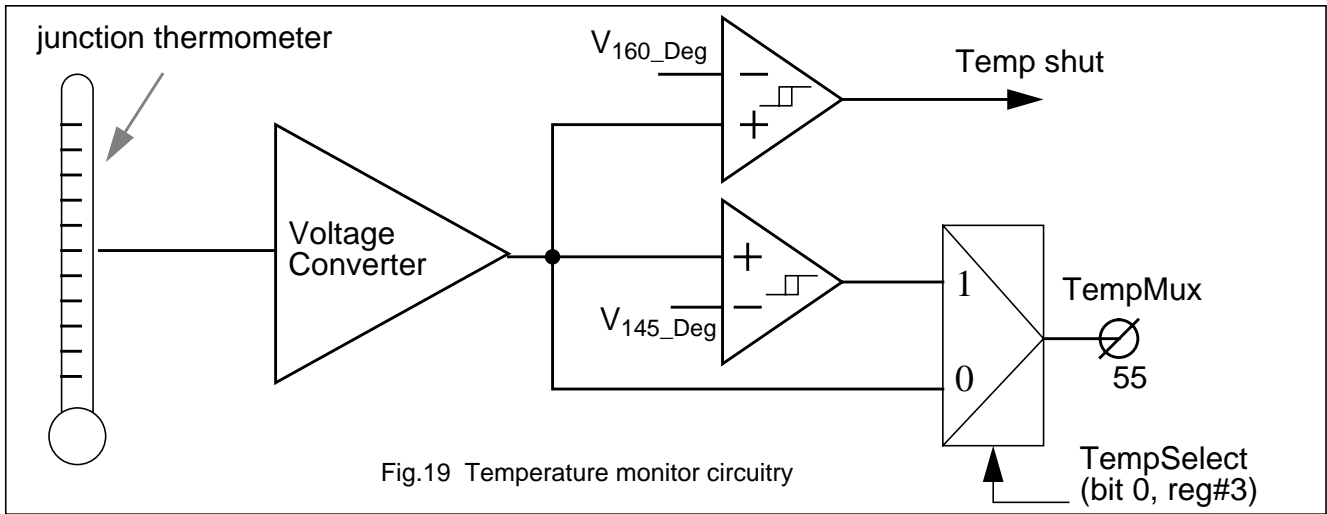 junction thermometer
V160_Deg
−
+
Temp shut
Voltage
Converter
+
−
V145_Deg
1
0
TempMux
55
TempSelect
(bit 0, reg#3)
Fig.19 Temperature monitor circuitry